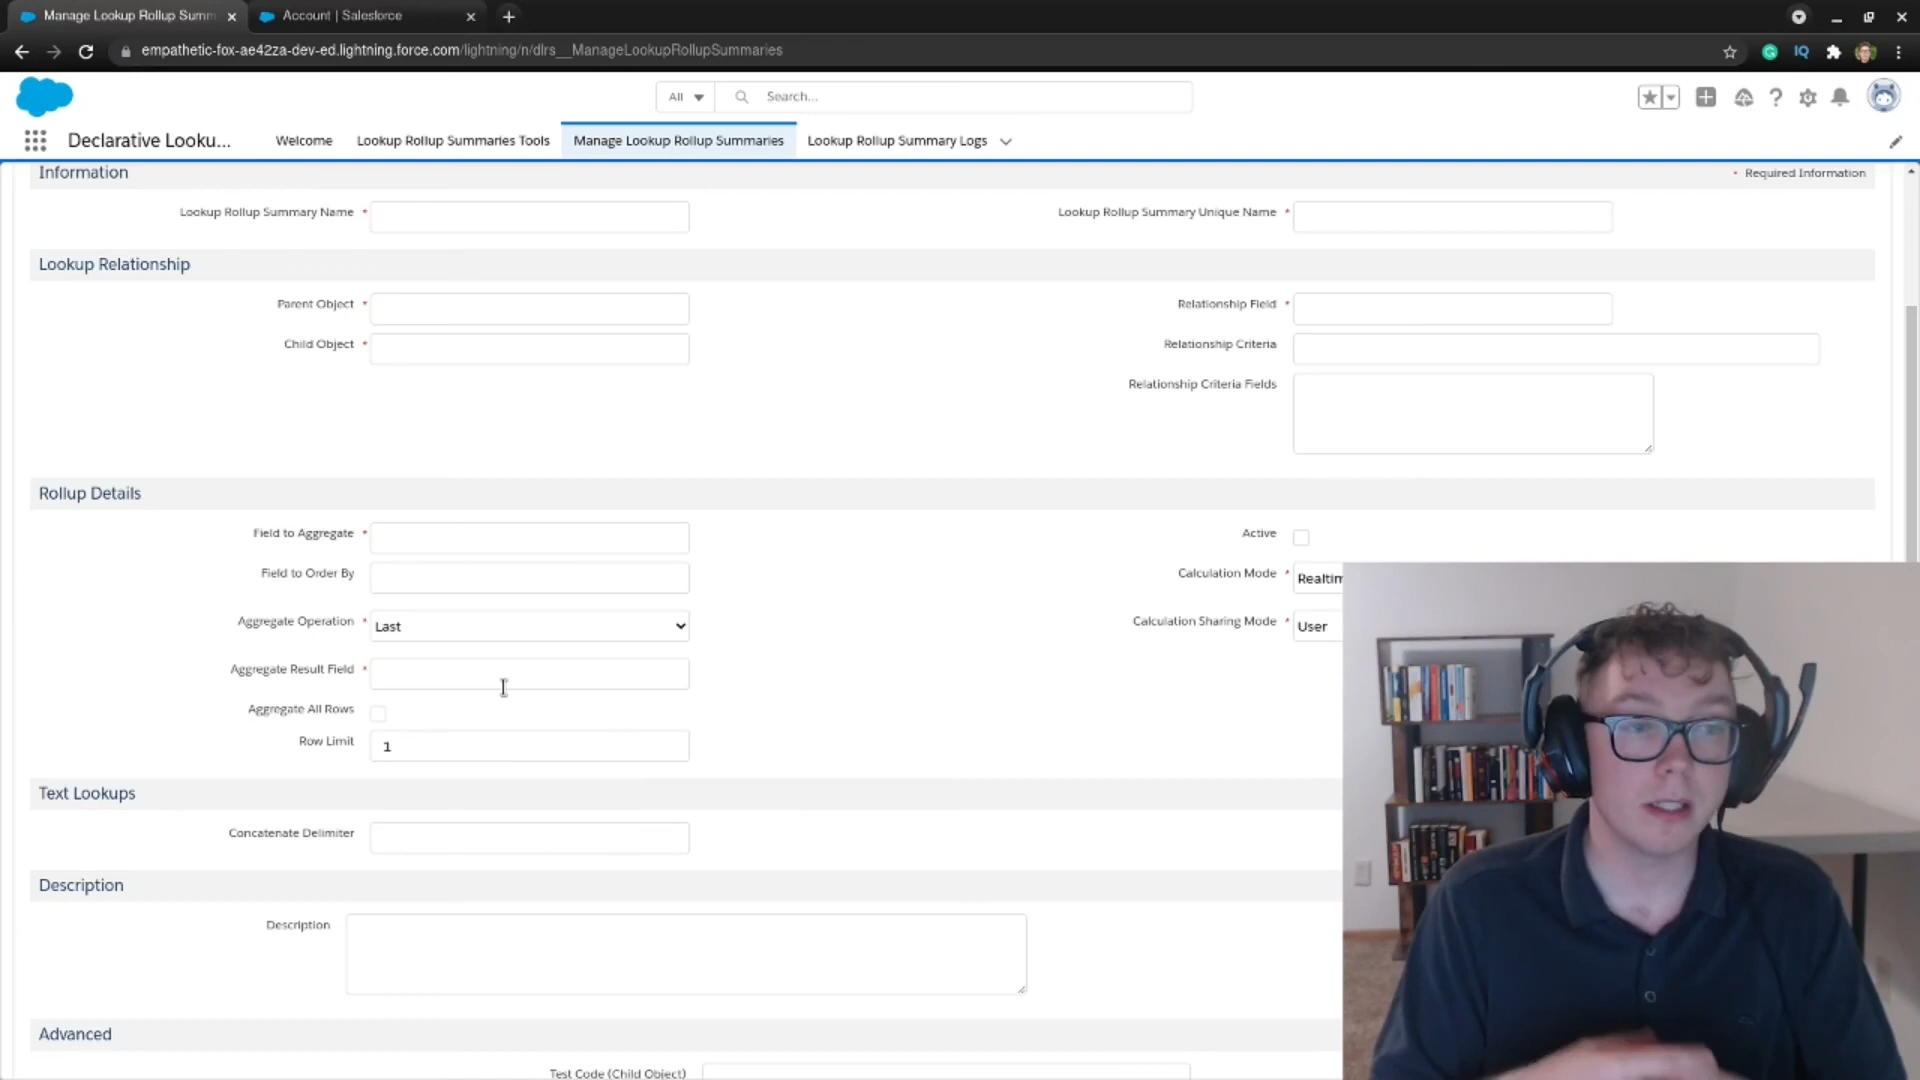 Manage Lookup Rollup Summ
Account | Salesforce
empathetic-fox-ae42za-dev-ed.lightning.force.com/lightning/n/dlrs__ManageLookupRollupSummaries
All
Search...
Declarative Looku...
Welcome
Lookup Rollup Summaries Tools
Manage Lookup Rollup Summaries
Lookup Rollup Summary Logs
Information
* Required Information
Lookup Rollup Summary Name *
Lookup Rollup Summary Unique Name *
Lookup Relationship
Parent Object *
Relationship Field *
Child Object *
Relationship Criteria
Relationship Criteria Fields
Rollup Details
Field to Aggregate *
Active
Field to Order By
Calculation Mode * Realtim
Aggregate Operation * Last
Calculation Sharing Mode * User
Aggregate Result Field *
Aggregate All Rows
Row Limit 1
Text Lookups
Concatenate Delimiter
Description
Description
Advanced
Test Code (Child Object)